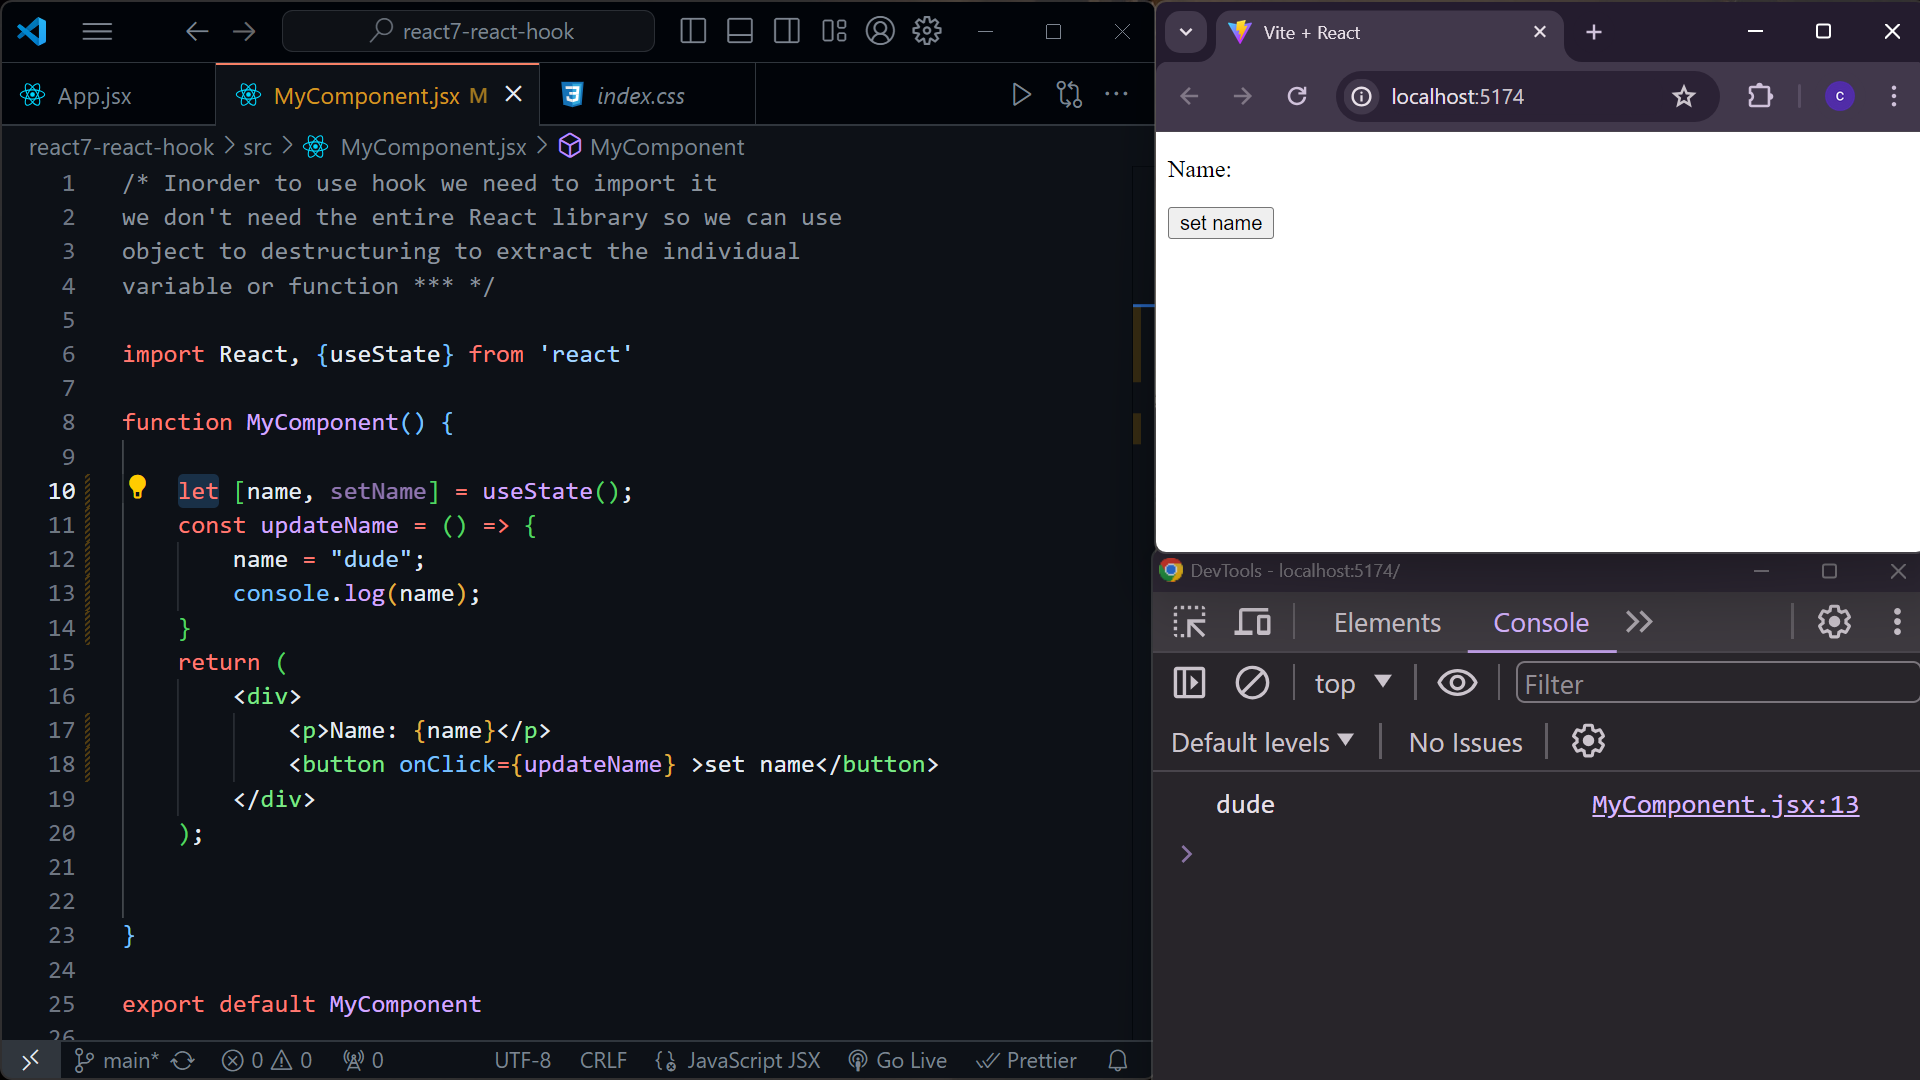 react7-react-hook
App.jsx
MyComponent.jsx M
index.css
react7-react-hook > src > MyComponent.jsx > MyComponent
1 /* Inorder to use hook we need to import it
2 we don't need the entire React library so we can use
3 object to destructuring to extract the individual
4 variable or function *** */
5
6 import React, {useState} from 'react'
7
8 function MyComponent() {
9
10 let [name, setName] = useState();
11 const updateName = () => {
12 name = "dude";
13 console.log(name);
14 }
15 return (
16 <div>
17 <p>Name: {name}</p>
18 <button onClick={updateName} >set name</button>
19 </div>
20 );
21
22
23 }
24
25 export default MyComponent
26
main* 0 0 0 UTF-8 CRLF JavaScript JSX Go Live Prettier
Vite + React
localhost:5174
C
Name:
set name
DevTools - localhost:5174/
Elements Console
top Filter
Default levels No Issues
dude MyComponent.jsx:13